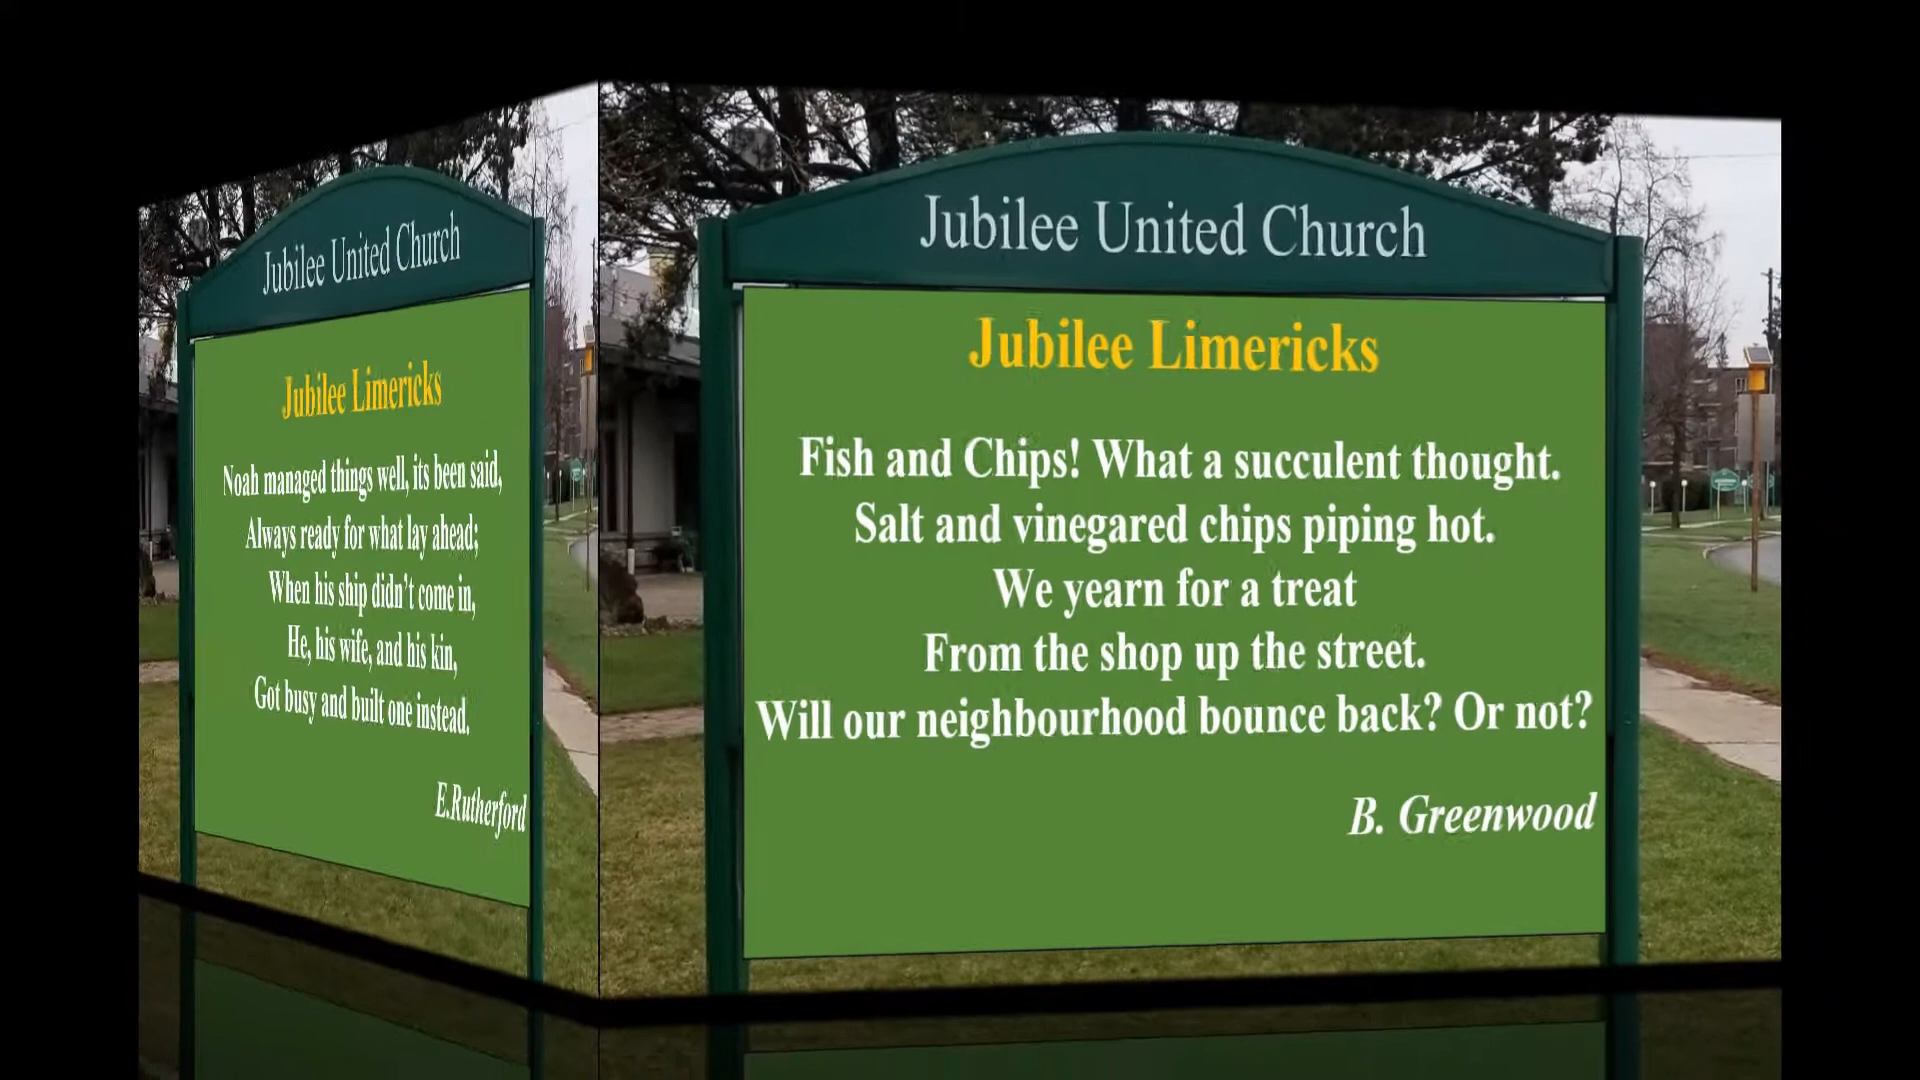 Jubilee United Church
Jubilee Limericks
Noah managed things well, its been said,
Always ready for what lay ahead;
When his ship didn't come in,
He, his wife, and his kin,
Got busy and built one instead.
E.Rutherford
Jubilee United Church
Jubilee Limericks
Fish and Chips! What a succulent thought.
Salt and vinegared chips piping hot.
We yearn for a treat
From the shop up the street.
Will our neighbourhood bounce back? Or not?
B. Greenwood